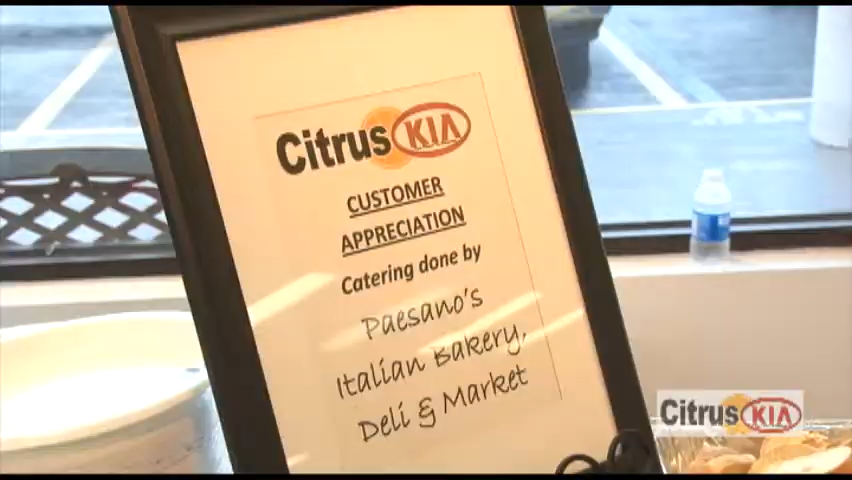 Citrus KIA
CUSTOMER
APPRECIATION
Catering done by
Paesano's
Italian Bakery,
Deli & Market
Citrus KIA